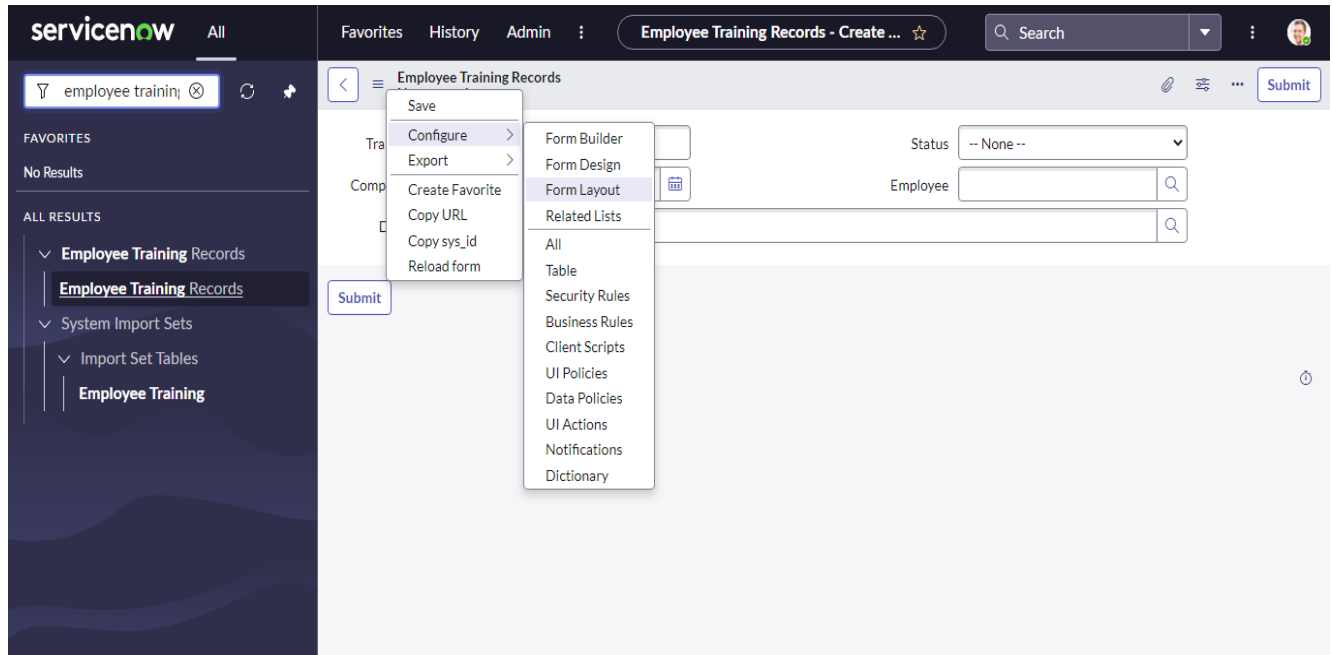 servicenow All Favorites History Admin Employee Training Records - Create ... Search
employee training
Employee Training Records
Submit
FAVORITES
No Results
ALL RESULTS
Employee Training Records
Employee Training Records
System Import Sets
Import Set Tables
Employee Training
Save
Configure
Export
Create Favorite
Copy URL
Copy sys_id
Reload form
Form Builder
Form Design
Form Layout
Related Lists
All
Table
Security Rules
Business Rules
Client Scripts
UI Policies
Data Policies
UI Actions
Notifications
Dictionary
Tra
Status -- None --
Comp
Employee
Submit